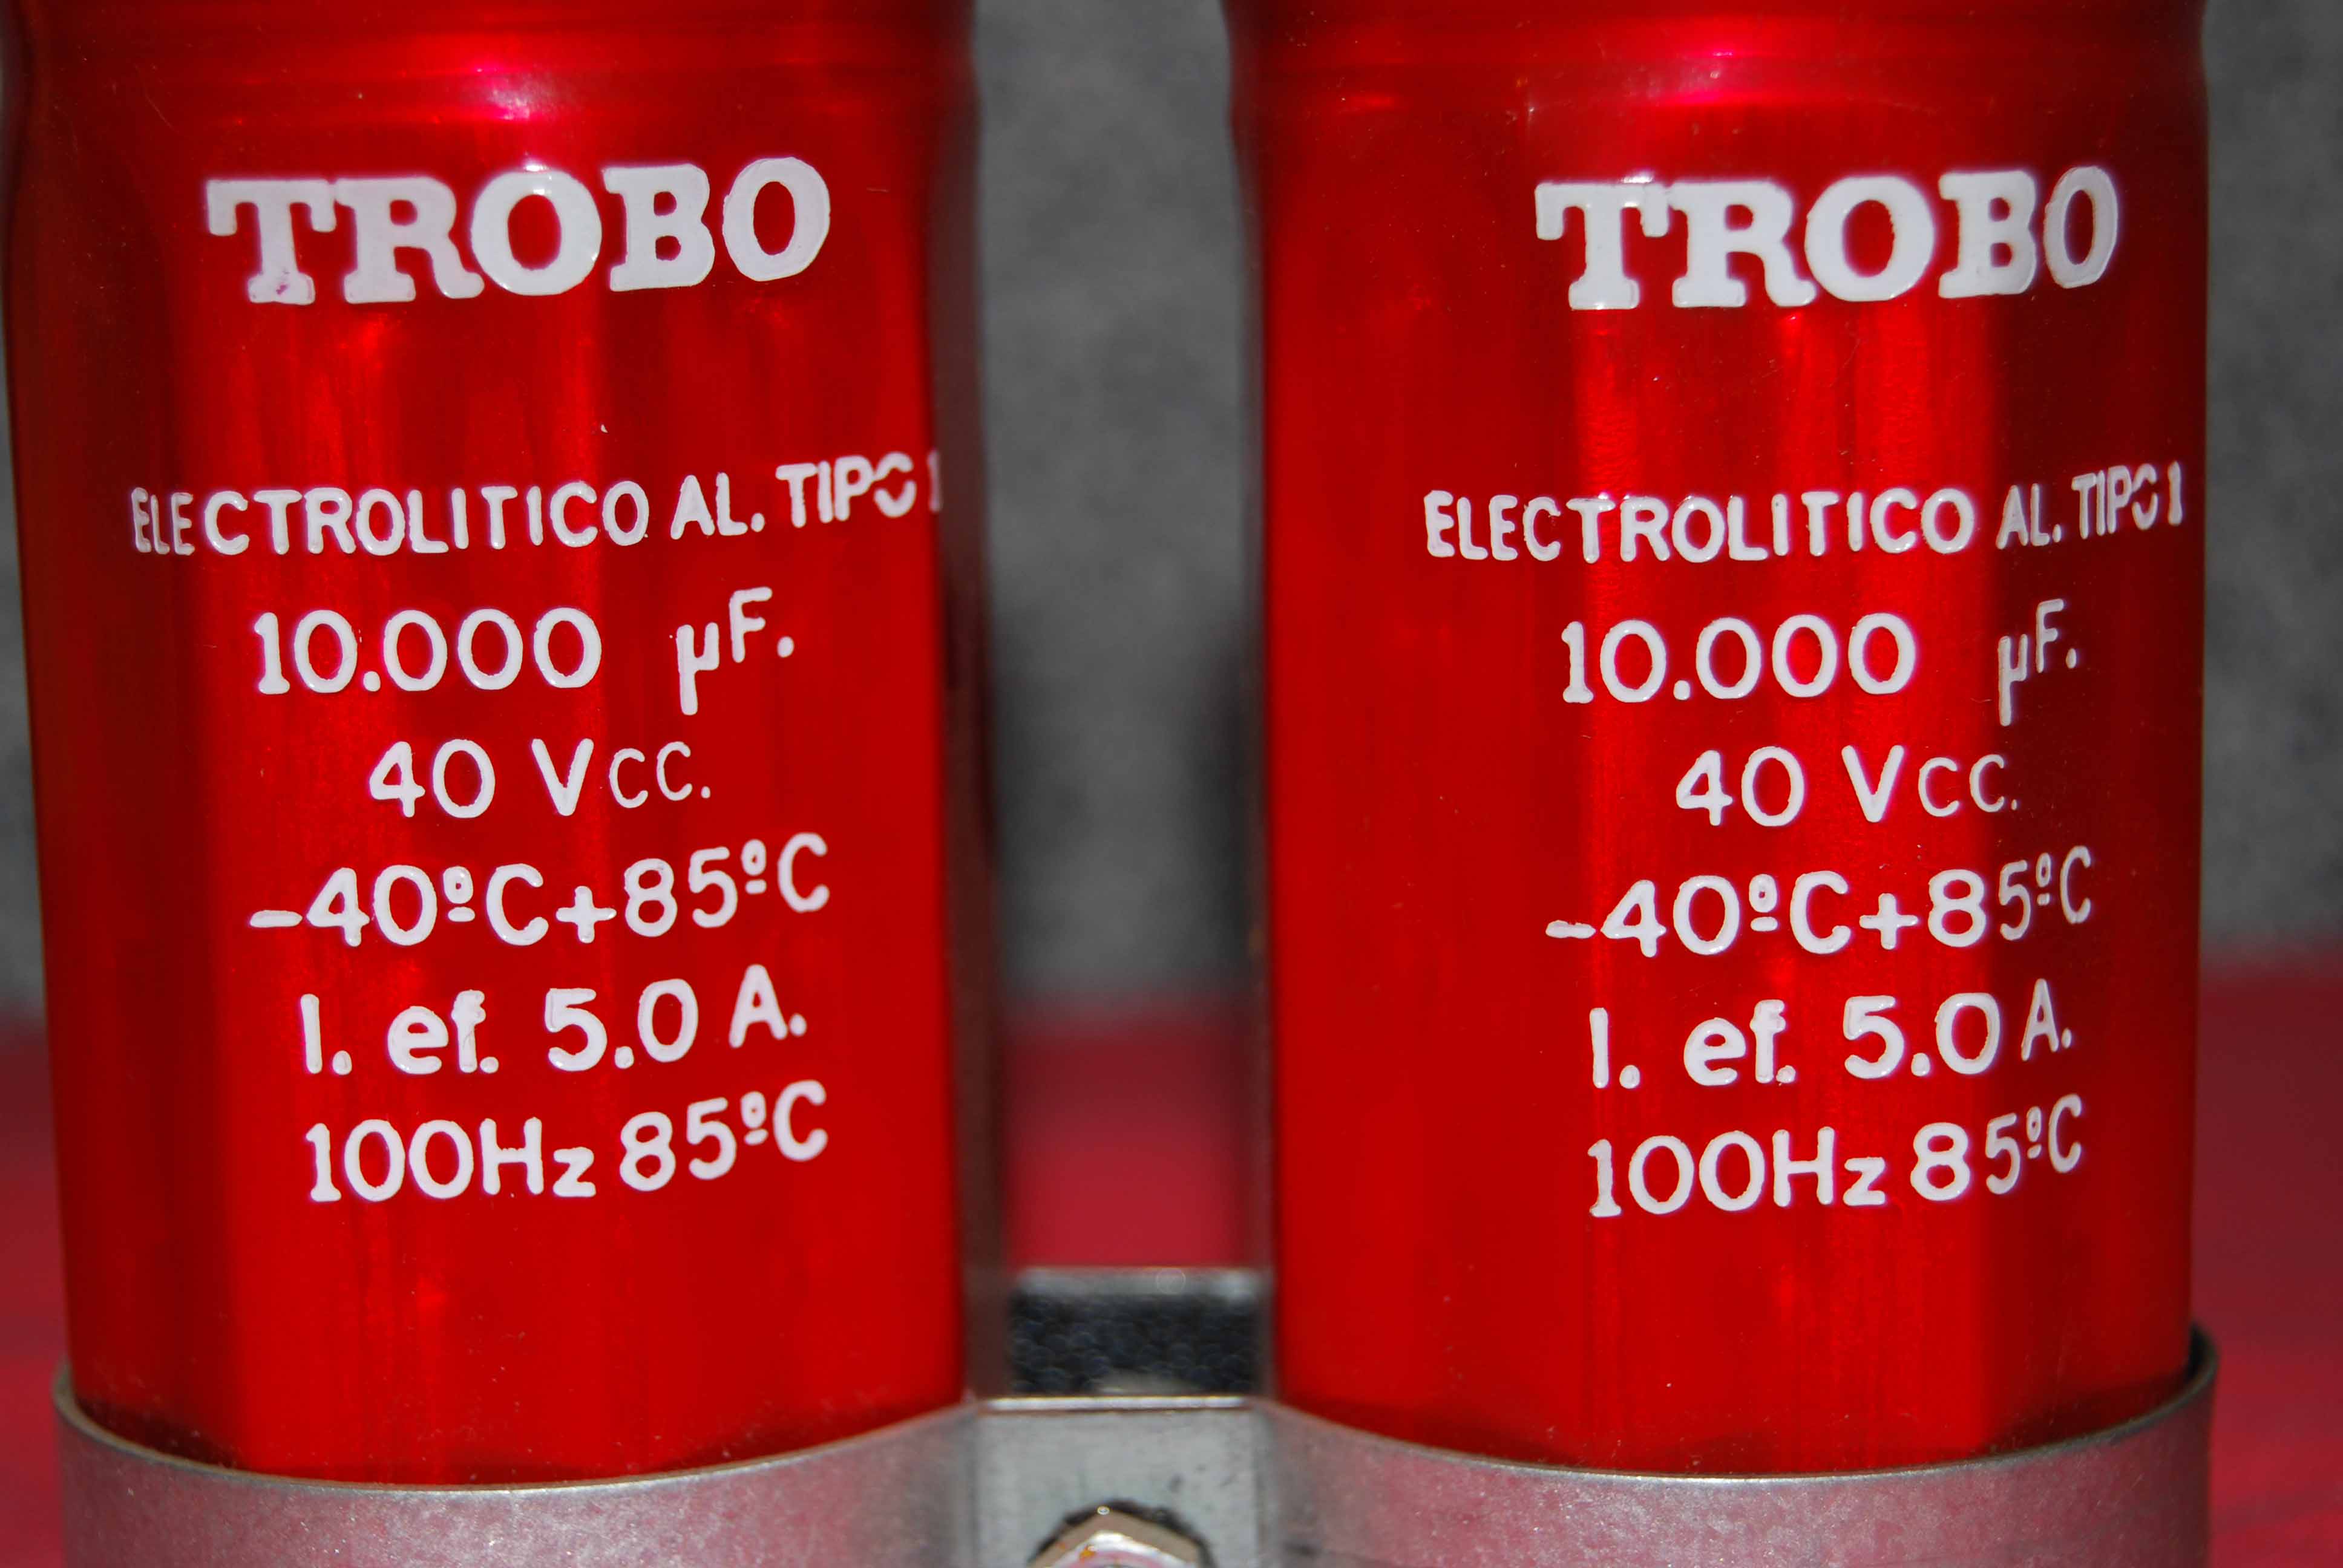 TROBO
ELECTROLITICO AL. TIPO 1
10.000 µF.
40 Vcc.
-40ºC+85ºC
I. ef. 5.0 A.
100Hz 85ºC
TROBO
ELECTROLITICO AL. TIPO 1
10.000 µF.
40 Vcc.
-40ºC+85ºC
I. ef. 5.0 A.
100Hz 85ºC